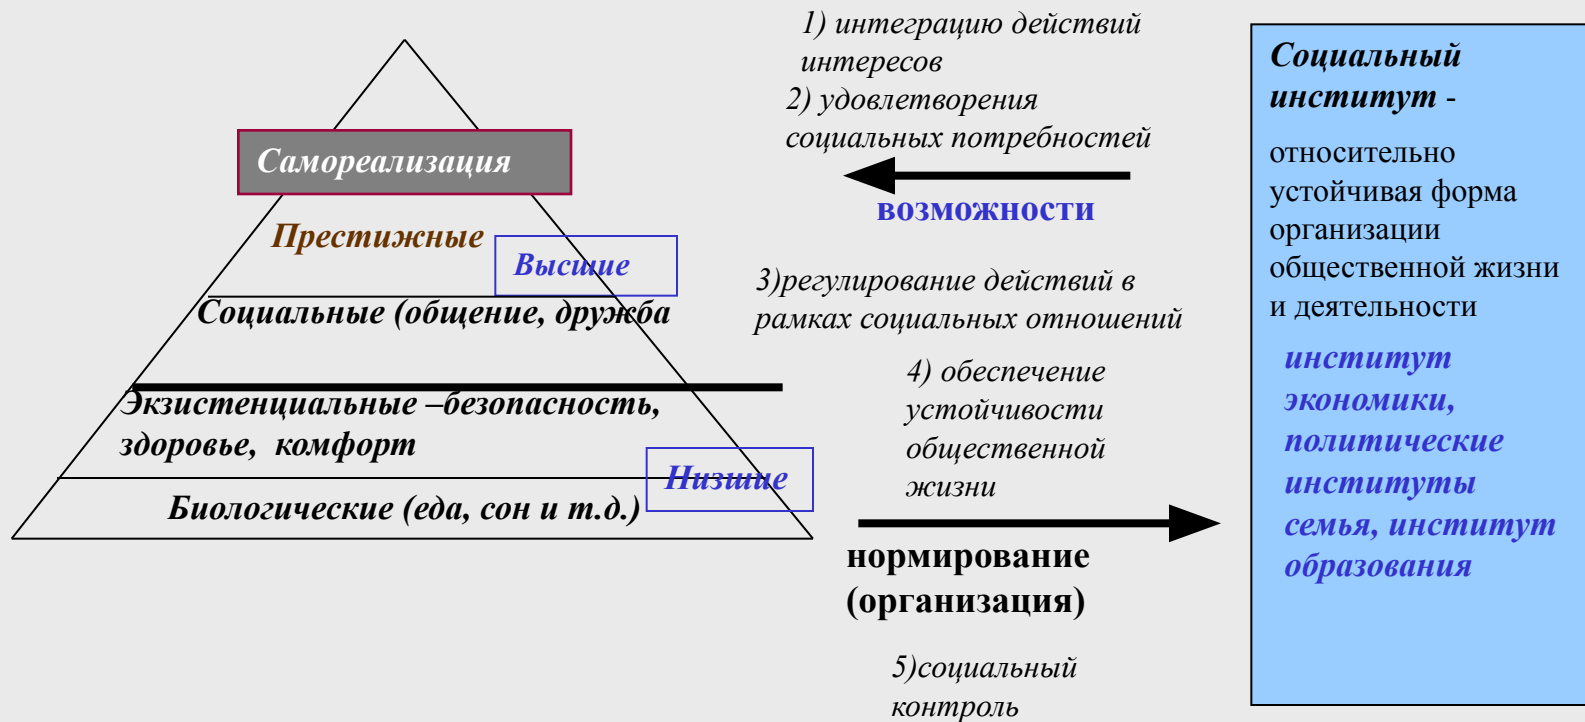 Самореализация
Престижные
Высшие
Социальные (общение, дружба
Экзистенциальные –безопасность,
здоровье, комфорт
Низшие
Биологические (еда, сон и т.д.)
1) интеграцию действий
интересов
2) удовлетворения
социальных потребностей
возможности
3)регулирование действий в
рамках социальных отношений
4) обеспечение
устойчивости
общественной
жизни
нормирование
(организация)
5)социальный
контроль
Социальный
институт -
относительно
устойчивая форма
организации
общественной жизни
и деятельности
институт
экономики,
политические
институты
семья, институт
образования